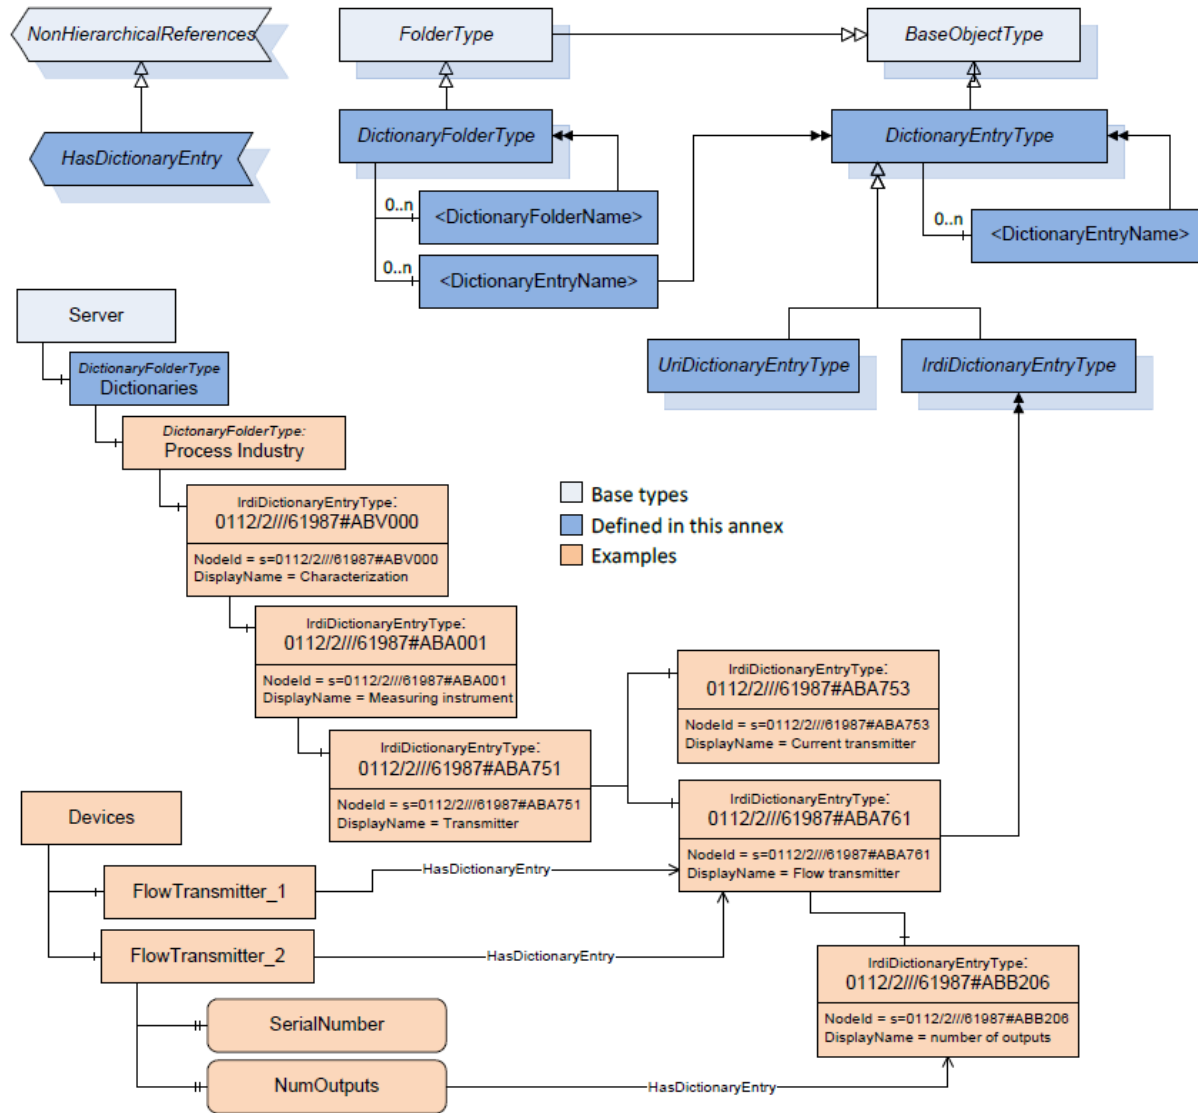 NonHierarchicalReferences
FolderType
BaseObjectType
HasDictionaryEntry
DictionaryFolderType
DictionaryEntryType
0..n
<DictionaryFolderName>
0..n
<DictionaryEntryName>
0..n
<DictionaryEntryName>
Server
DictionaryFolderType
Dictionaries
UriDictionaryEntryType
IrdiDictionaryEntryType
DictonaryFolderType:
Process Industry
IrdiDictionaryEntryType:
0112/2///61987#ABV000
NodeId = s=0112/2///61987#ABV000
DisplayName = Characterization
Base types
Defined in this annex
Examples
IrdiDictionaryEntryType:
0112/2///61987#ABA001
NodeId = s=0112/2///61987#ABA001
DisplayName = Measuring instrument
IrdiDictionaryEntryType:
0112/2///61987#ABA753
NodeId = s=0112/2///61987#ABA753
DisplayName = Current transmitter
IrdiDictionaryEntryType:
0112/2///61987#ABA751
NodeId = s=0112/2///61987#ABA751
DisplayName = Transmitter
IrdiDictionaryEntryType:
0112/2///61987#ABA761
NodeId = s=0112/2///61987#ABA761
DisplayName = Flow transmitter
Devices
FlowTransmitter_1
HasDictionaryEntry
FlowTransmitter_2
HasDictionaryEntry
IrdiDictionaryEntryType:
0112/2///61987#ABB206
NodeId = s=0112/2///61987#ABB206
DisplayName = number of outputs
SerialNumber
NumOutputs
HasDictionaryEntry